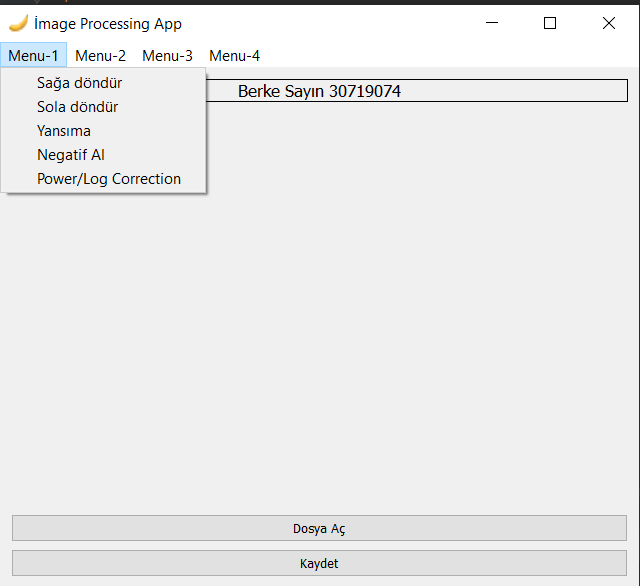 İmage Processing App
Menu-1 Menu-2 Menu-3 Menu-4
Berke Sayın 30719074
Sağa döndür
Sola döndür
Yansıma
Negatif Al
Power/Log Correction
Dosya Aç
Kaydet